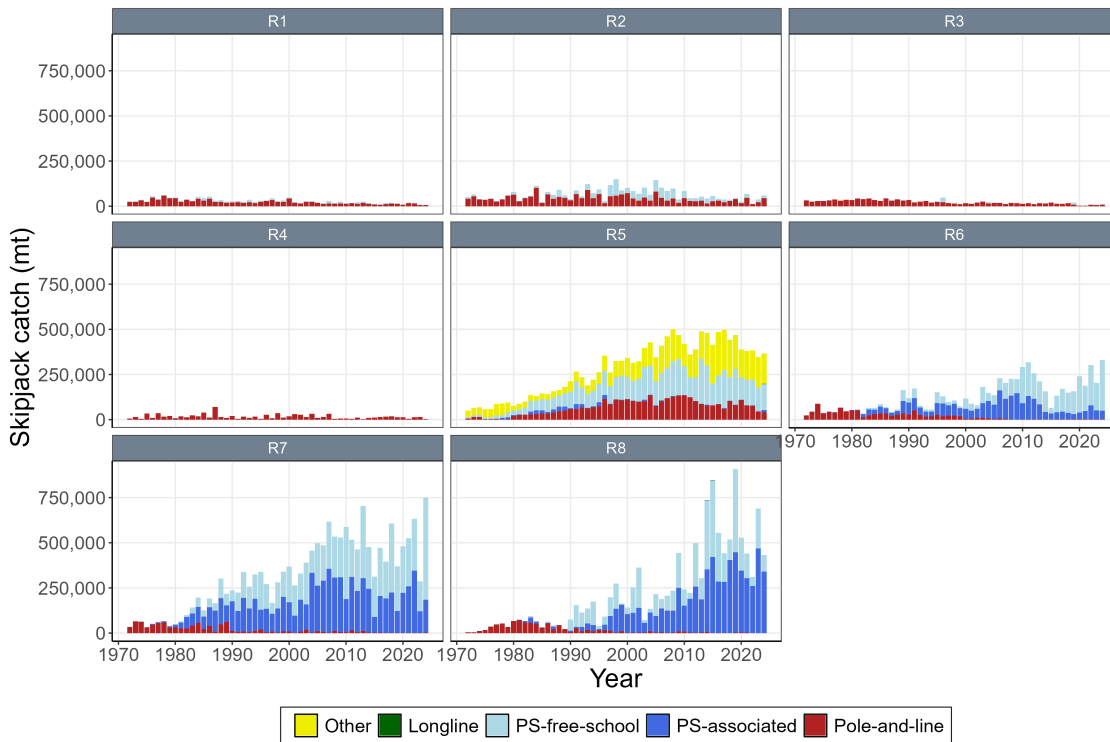 R1 R2 R3
750,000
500,000
250,000
0
R4 R5 R6
750,000
500,000
250,000
0
1970 1980 1990 2000 2010 2020
R7 R8
750,000
500,000
250,000
0
1970 1980 1990 2000 2010 2020 1970 1980 1990 2000 2010 2020
Skipjack catch (mt)
Year
Other Longline PS-free-school PS-associated Pole-and-line